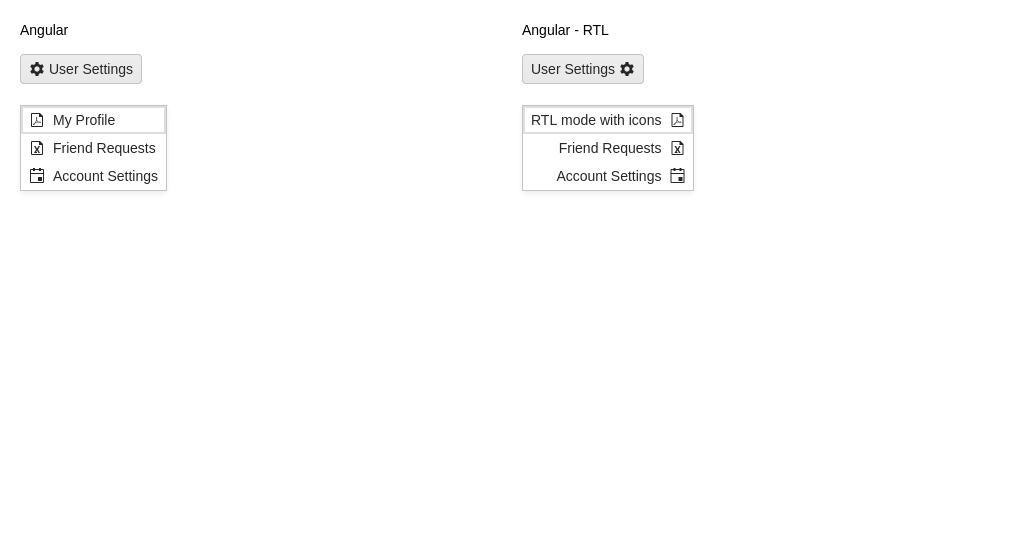 Angular
User Settings
My Profile
Friend Requests
Account Settings
Angular - RTL
User Settings
RTL mode with icons
Friend Requests
Account Settings